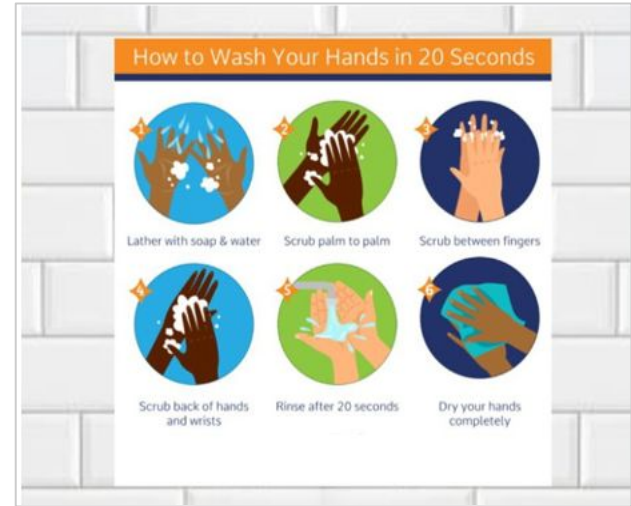 How to Wash Your Hands in 20 Seconds
1
2
3
Lather with soap & water
Scrub palm to palm
Scrub between fingers
4
5
6
Scrub back of hands
and wrists
Rinse after 20 seconds
Dry your hands
completely